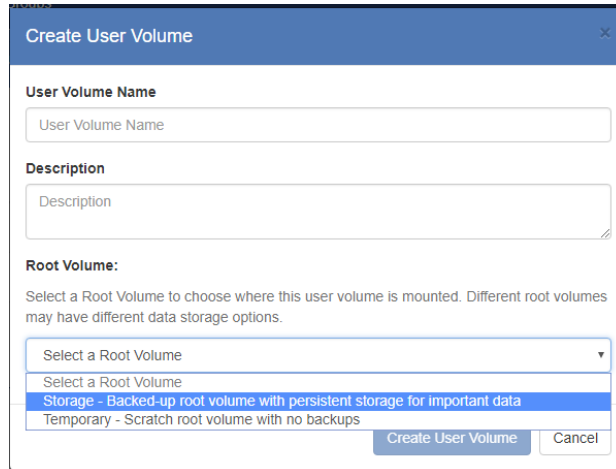 Create User Volume
×
User Volume Name
User Volume Name
Description
Description
Root Volume:
Select a Root Volume to choose where this user volume is mounted. Different root volumes
may have different data storage options.
Select a Root Volume
Select a Root Volume
Storage - Backed-up root volume with persistent storage for important data
Temporary - Scratch root volume with no backups
Create User Volume
Cancel